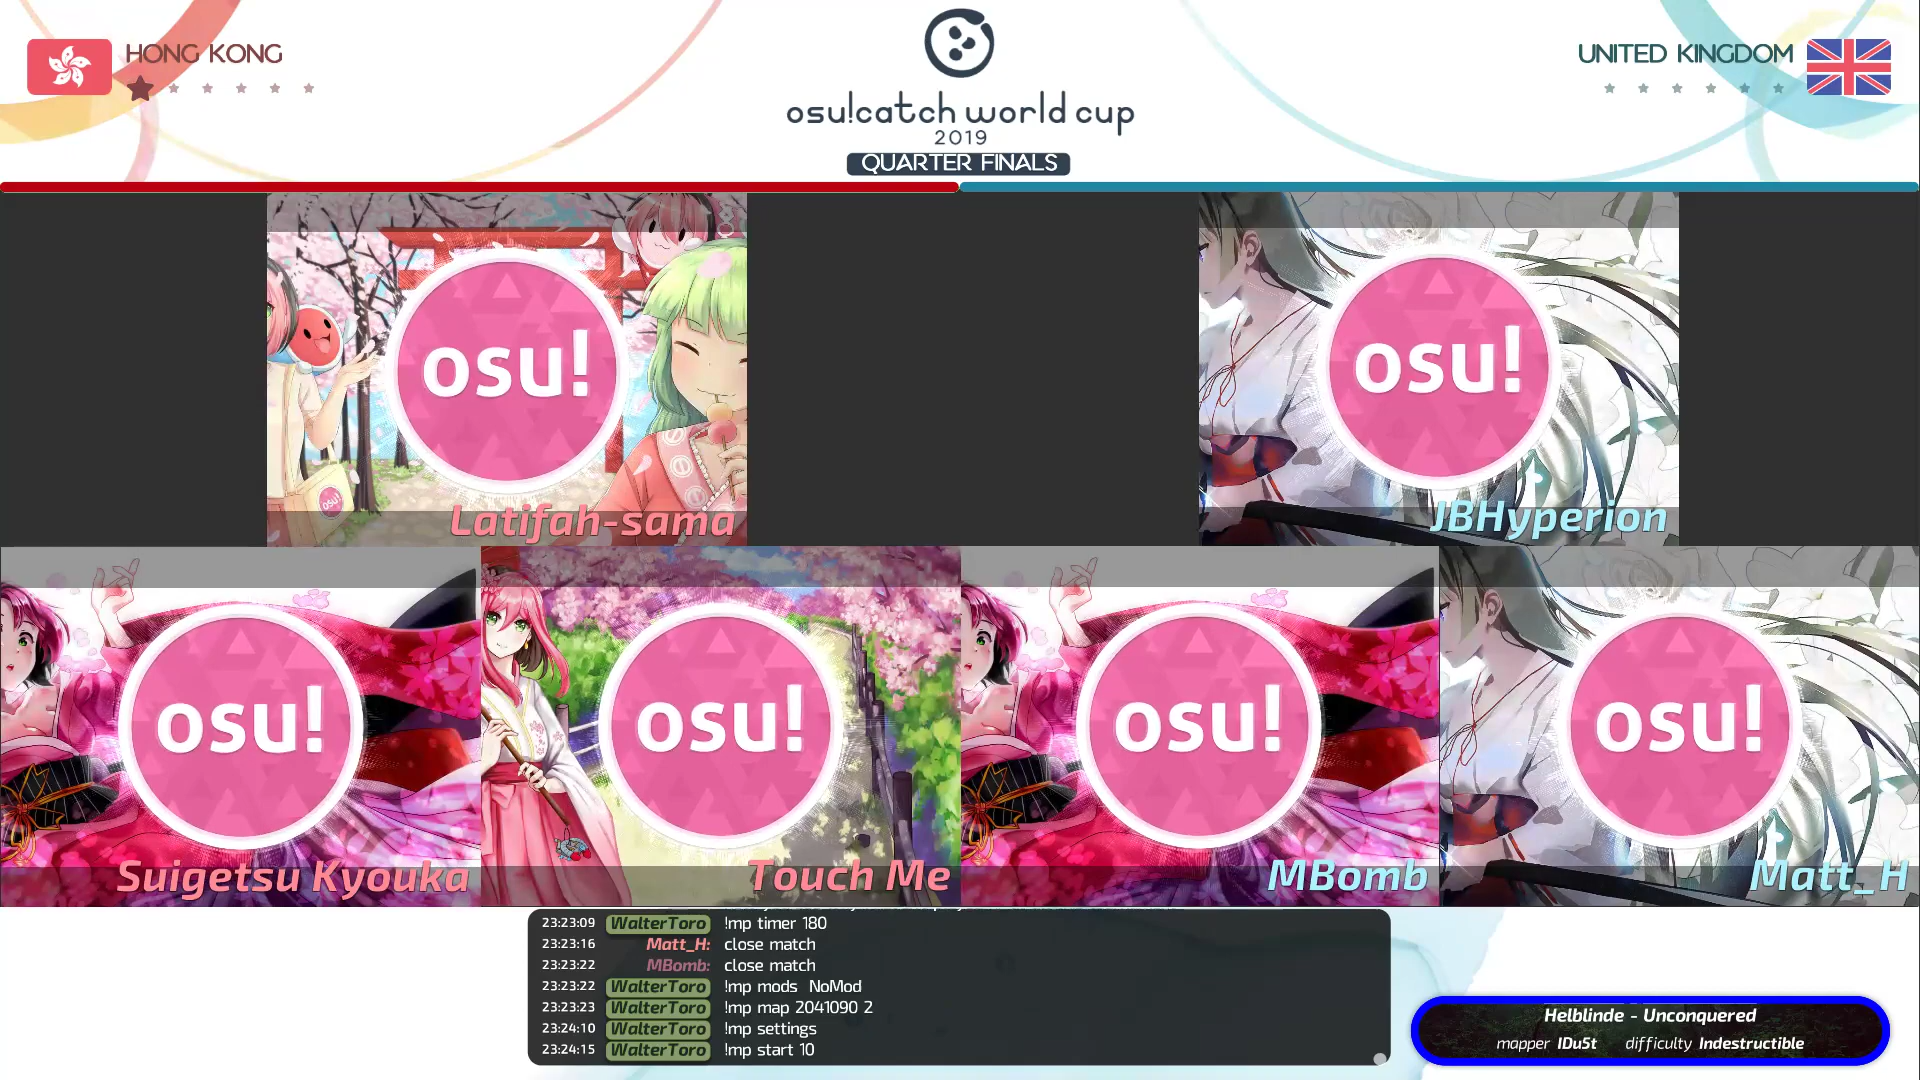 HONG KONG
osu!catch world cup
2019
QUARTER FINALS
UNITED KINGDOM
osu!
osu!
Latifah-sama
osu!
JBHyperion
osu!
Suigetsu Kyouka
osu!
Touch Me
osu!
MBomb
osu!
Matt_H
23:23:09 WalterToro !mp timer 180
23:23:16 Matt_H: close match
23:23:22 MBomb: close match
23:23:22 WalterToro !mp mods NoMod
23:23:23 WalterToro !mp map 2041090 2
23:24:10 WalterToro !mp settings
23:24:15 WalterToro !mp start 10
Helblinde - Unconquered
mapper IDu5t difficulty Indestructible